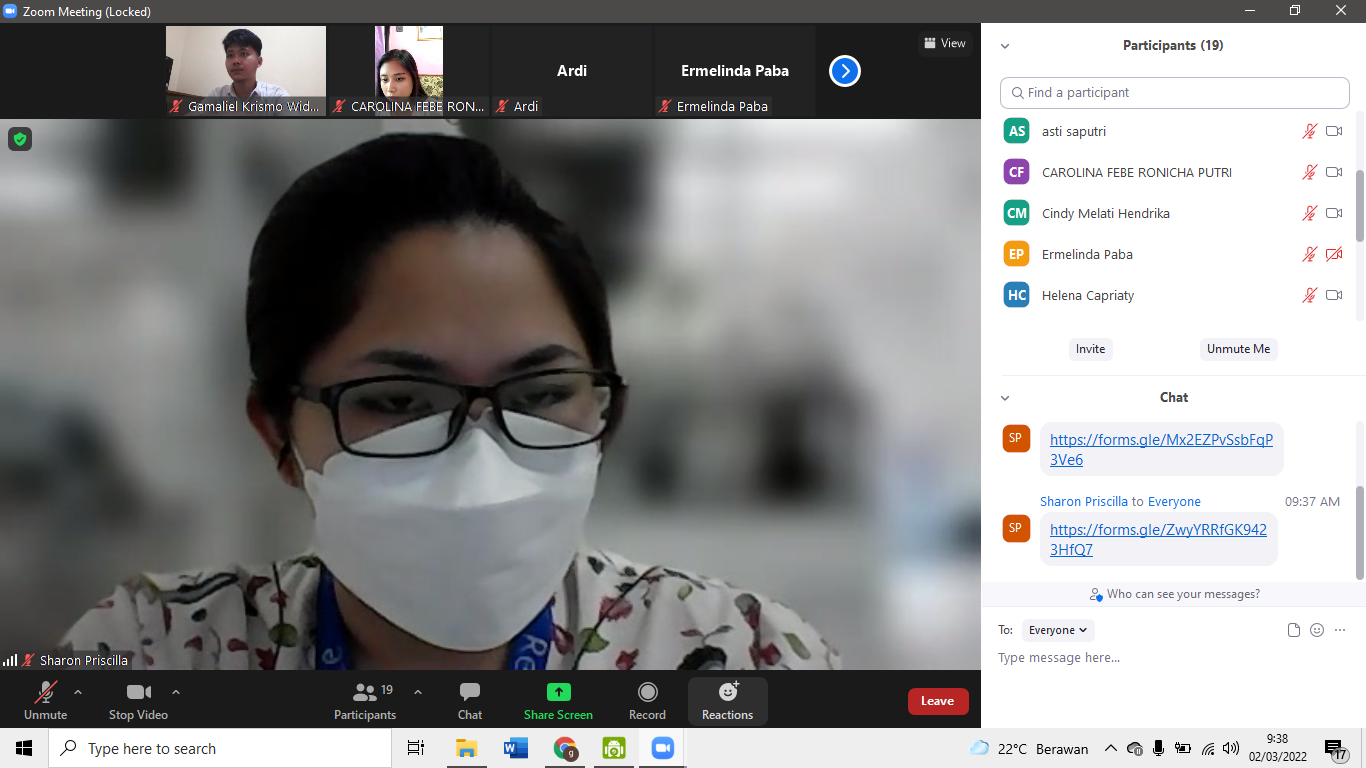 Zoom Meeting (Locked)
Gamaliel Krismo Wid...
CAROLINA FEBE RON...
Ardi
Ardi
Ermelinda Paba
Ermelinda Paba
View
Sharon Priscilla
Unmute
Stop Video
19
Participants
Chat
Share Screen
Record
Reactions
Leave
Participants (19)
Find a participant
AS asti saputri
CF CAROLINA FEBE RONICHA PUTRI
CM Cindy Melati Hendrika
EP Ermelinda Paba
HC Helena Capriaty
Invite Unmute Me
Chat
SP
https://forms.gle/Mx2EZPvSsbFqP
3Ve6
Sharon Priscilla to Everyone 09:37 AM
SP
https://forms.gle/ZwyYRRfGK942
3HfQ7
Who can see your messages?
To: Everyone
Type message here...
Type here to search
22°C Berawan
9:38
02/03/2022
17